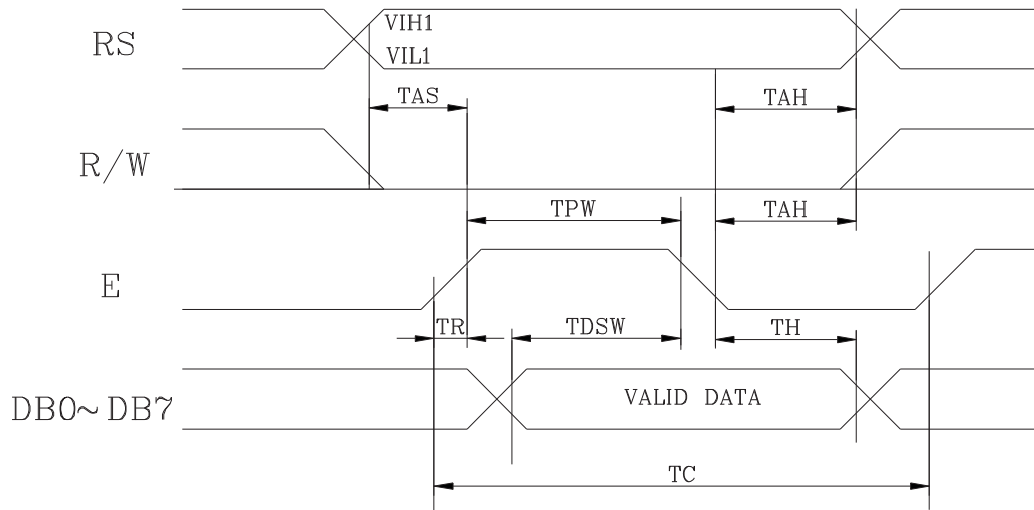 RS
VIH1
VIL1
TAS
TAH
R/W
TPW
TAH
E
TR
TDSW
TH
DB0~DB7
VALID DATA
TC